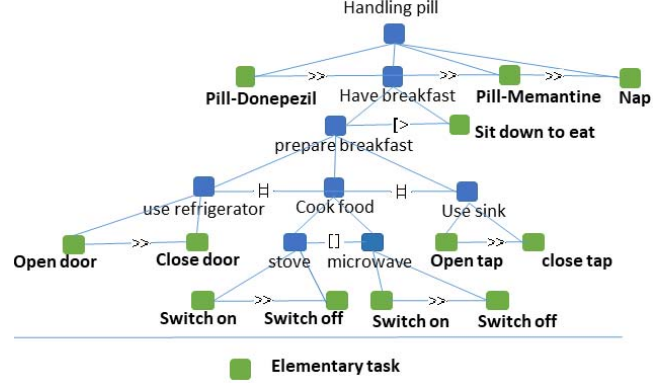 Handling pill
>> >> >>
Pill-Donepezil Have breakfast Pill-Memantine Nap
[> Sit down to eat
prepare breakfast
|=| |=|
use refrigerator Cook food Use sink
>> [] >>
Open door Close door stove microwave Open tap close tap
>> >>
Switch on Switch off Switch on Switch off
Elementary task